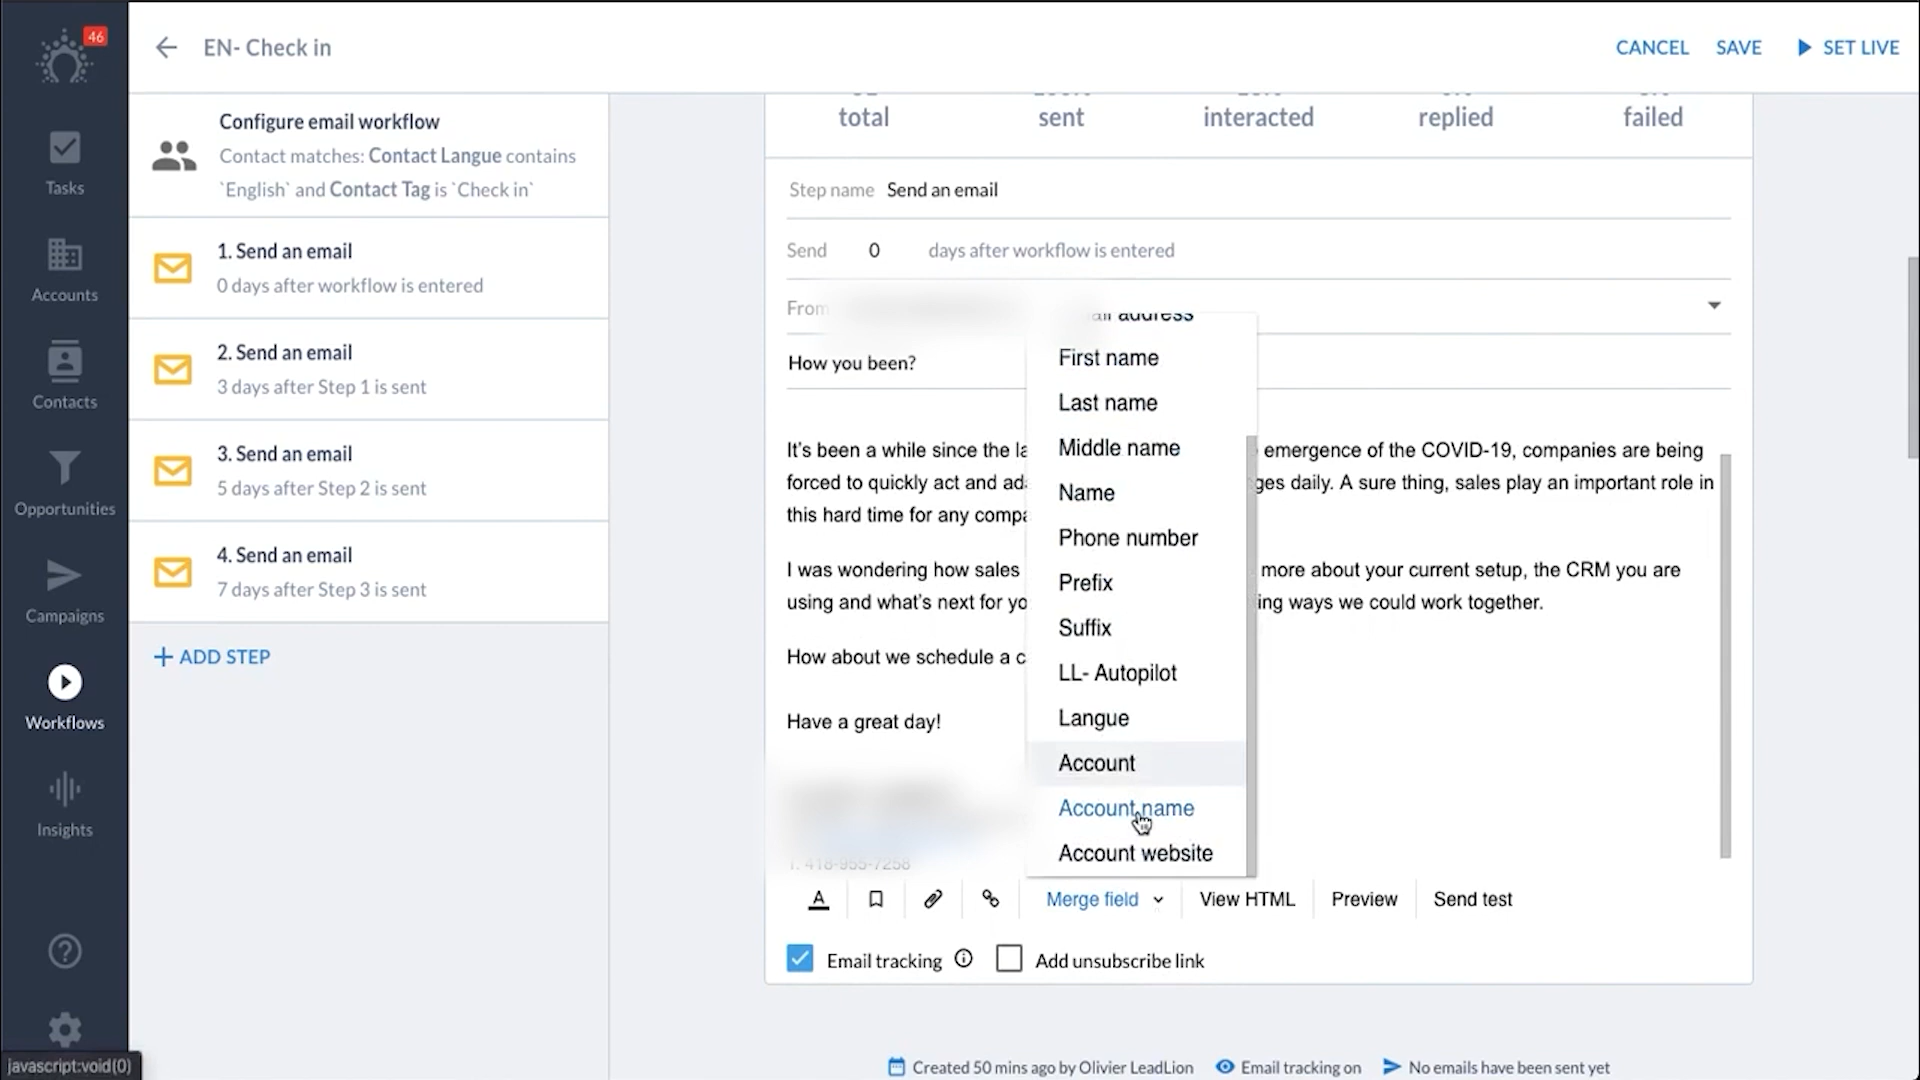 46
EN- Check in
CANCEL
SAVE
SET LIVE
Tasks
Accounts
Contacts
Opportunities
Campaigns
Workflows
Insights
javascript:void(0)
Configure email workflow
Contact matches: Contact Langue contains
`English` and Contact Tag is `Check in`
1. Send an email
0 days after workflow is entered
2. Send an email
3 days after Step 1 is sent
3. Send an email
5 days after Step 2 is sent
4. Send an email
7 days after Step 3 is sent
+ ADD STEP
total
sent
interacted
replied
failed
Step name Send an email
Send 0 days after workflow is entered
From
How you been?
It's been a while since the emergence of the COVID-19, companies are being
forced to quickly act and daily. A sure thing, sales play an important role in
this hard time for any
I was wondering how sales more about your current setup, the CRM you are
using and what's next for ways we could work together.
How about we schedule a
Have a great day!
T. 418-955-7258
address
First name
Last name
Middle name
Name
Phone number
Prefix
Suffix
LL- Autopilot
Langue
Account
Account name
Account website
A
Merge field
View HTML
Preview
Send test
Email tracking
Add unsubscribe link
Created 50 mins ago by Olivier LeadLion
Email tracking on
No emails have been sent yet